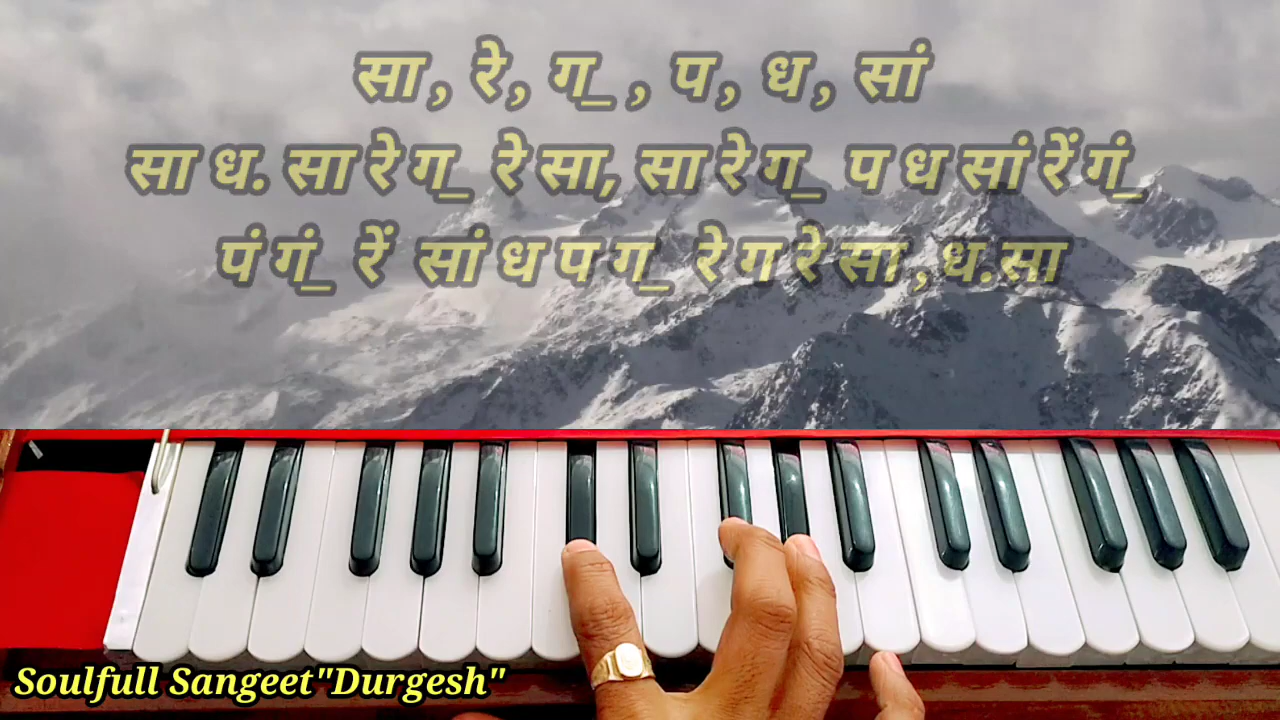 सा , रे , ग_ , प , ध , सां
सा ध. सा रे ग_ रे सा, सा रे ग_ प ध सां रें गं_
पं गं_ रें सां ध प ग_ रे ग रे सा , ध.सा
Soulfull Sangeet"Durgesh"